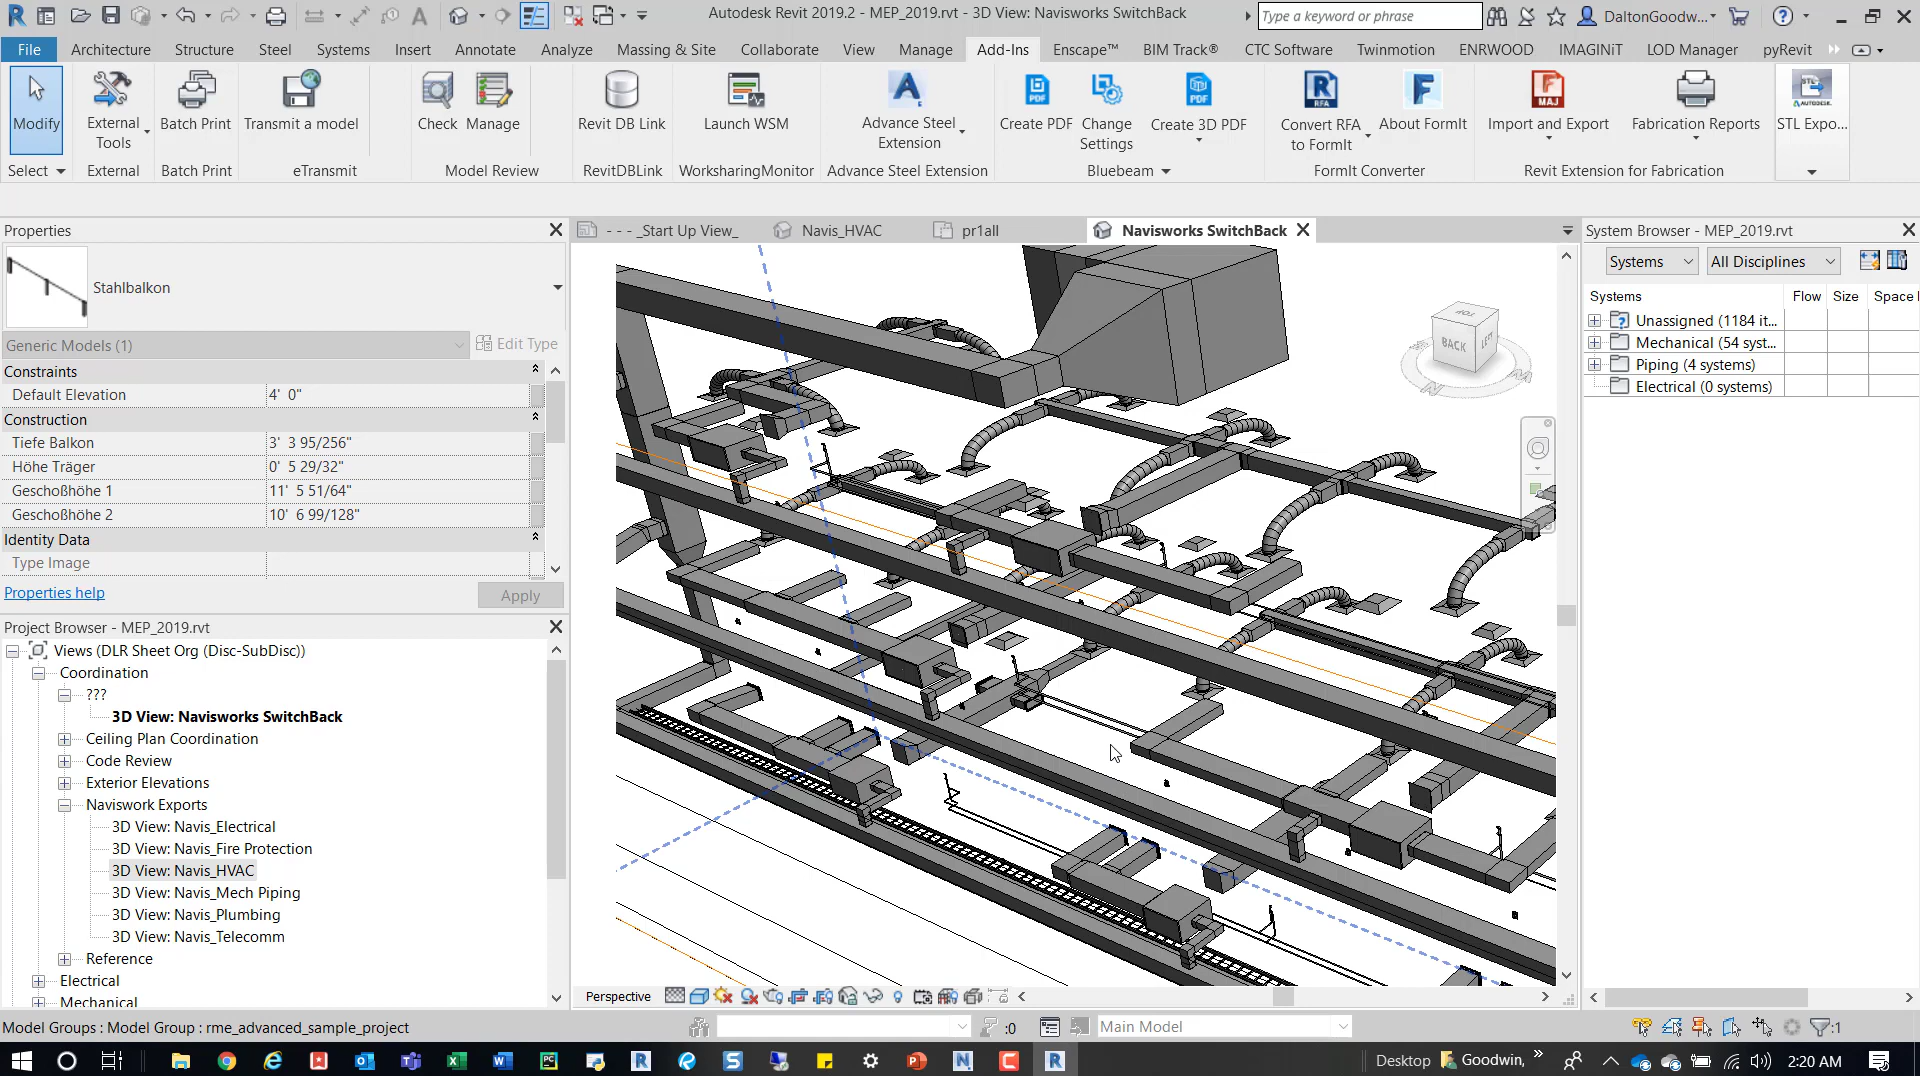 Autodesk Revit 2019.2 - MEP_2019.rvt - 3D View: Navisworks SwitchBack
Type a keyword or phrase
DaltonGoodw...
File Architecture Structure Steel Systems Insert Annotate Analyze Massing & Site Collaborate View Manage Add-Ins Enscape™ BIM Track® CTC Software Twinmotion ENRWOOD IMAGINiT LOD Manager pyRevit
Modify
External Tools
Batch Print
Transmit a model
Check
Manage
Revit DB Link
Launch WSM
Advance Steel Extension
Create PDF
Change Settings
Create 3D PDF
Convert RFA to FormIt
About FormIt
Import and Export
Fabrication Reports
STL Expo...
Select External Batch Print eTransmit Model Review RevitDBLink WorksharingMonitor Advance Steel Extension Bluebeam FormIt Converter Revit Extension for Fabrication
Properties
Stahlbalkon
Generic Models (1)
Edit Type
Constraints
Default Elevation 4' 0"
Construction
Tiefe Balkon 3' 3 95/256"
Höhe Träger 0' 5 29/32"
Geschoßhöhe 1 11' 5 51/64"
Geschoßhöhe 2 10' 6 99/128"
Identity Data
Type Image
Properties help
Apply
Project Browser - MEP_2019.rvt
Views (DLR Sheet Org (Disc-SubDisc))
Coordination
???
3D View: Navisworks SwitchBack
Ceiling Plan Coordination
Code Review
Exterior Elevations
Naviswork Exports
3D View: Navis_Electrical
3D View: Navis_Fire Protection
3D View: Navis_HVAC
3D View: Navis_Mech Piping
3D View: Navis_Plumbing
3D View: Navis_Telecomm
Reference
Electrical
Mechanical
- - - _Start Up View_
Navis_HVAC
pr1all
Navisworks SwitchBack
TOP
BACK
LEFT
Perspective
System Browser - MEP_2019.rvt
Systems
All Disciplines
Systems Flow Size Space
Unassigned (1184 it...
Mechanical (54 syst...
Piping (4 systems)
Electrical (0 systems)
Model Groups : Model Group : rme_advanced_sample_project
:0
Main Model
:1
Desktop
Goodwin,
2:20 AM